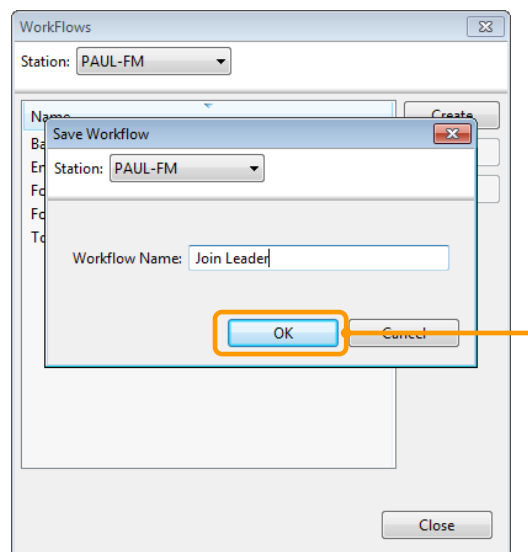 WorkFlows
Station: PAUL-FM
Name
Create
Save Workflow
Station: PAUL-FM
Workflow Name: Join Leader
OK
Cancel
Close